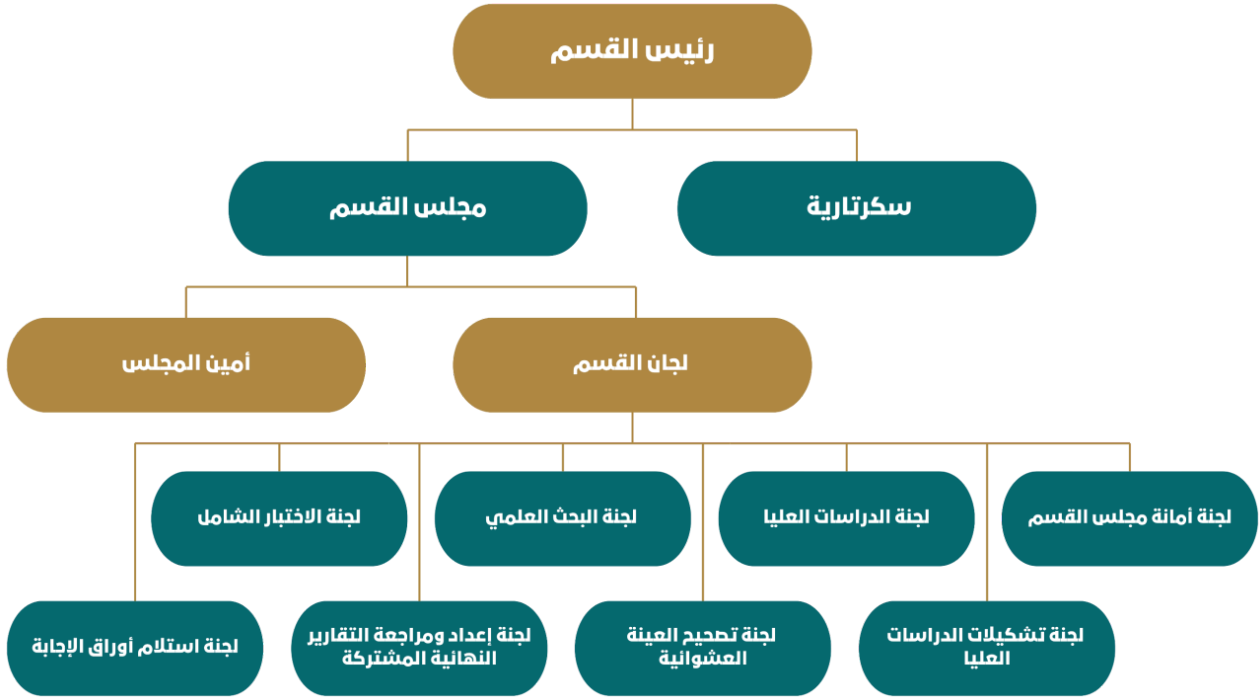 رئيس القسم
سكرتارية
مجلس القسم
لجان القسم
أمين المجلس
لجنة أمانة مجلس القسم
لجنة الدراسات العليا
لجنة البحث العلمي
لجنة الاختبار الشامل
لجنة تشكيلات الدراسات
العليا
لجنة تصحيح العينة
العشوائية
لجنة إعداد ومراجعة التقارير
النهائية المشتركة
لجنة استلام أوراق الإجابة